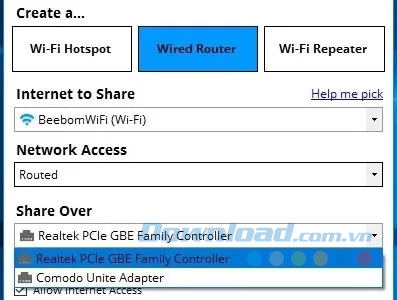 Create a...
Wi-Fi Hotspot
Wired Router
Wi-Fi Repeater
Internet to Share
Help me pick
BeebomWiFi (Wi-Fi)
Network Access
Routed
Share Over
Realtek PCIe GBE Family Controller
Download.com.vn
Realtek PCIe GBE Family Controller
Comodo Unite Adapter
Allow Internet Access